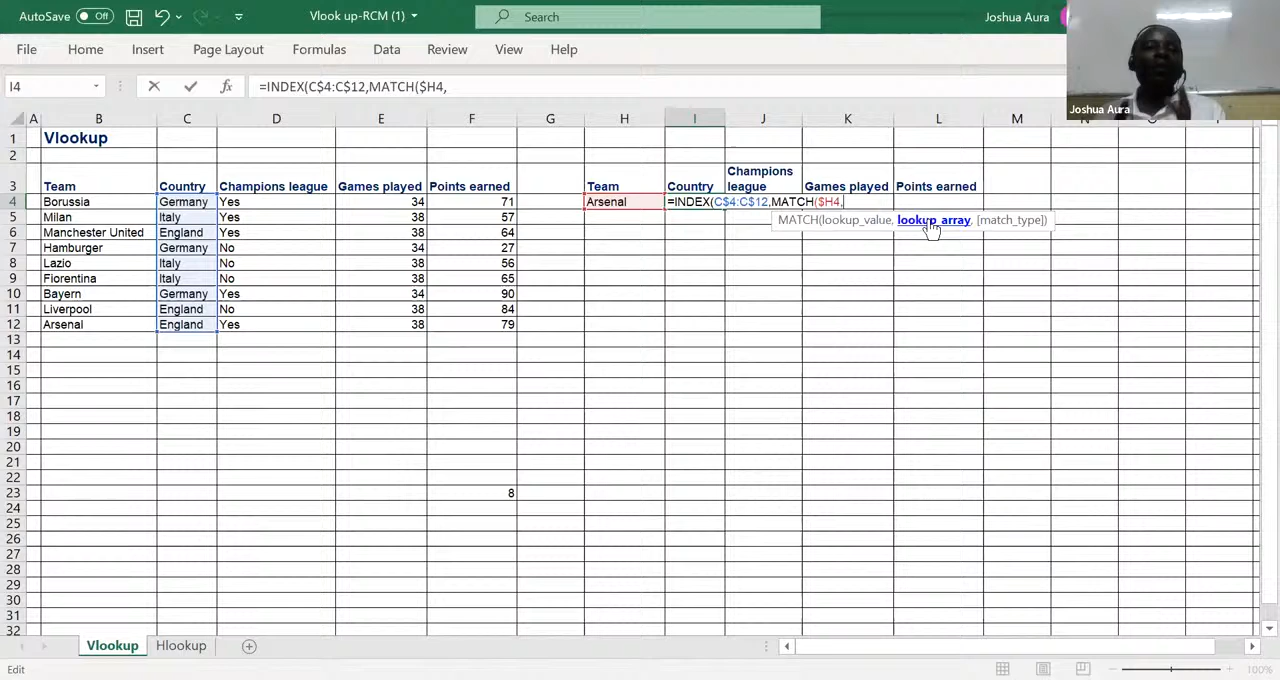 AutoSave Off Vlook up-RCM (1) Search Joshua Aura
File Home Insert Page Layout Formulas Data Review View Help
I4 fx =INDEX(C$4:C$12,MATCH($H4,
Joshua Aura
A B C D E F G H I J K L M
1 Vlookup
2
3 Team Country Champions league Games played Points earned Team Country Champions league Games played Points earned
4 Borussia Germany Yes 34 71 Arsenal =INDEX(C$4:C$12,MATCH($H4,
MATCH(lookup_value, lookup_array, [match_type])
5 Milan Italy Yes 38 57
6 Manchester United England Yes 38 64
7 Hamburger Germany No 34 27
8 Lazio Italy No 38 56
9 Fiorentina Italy No 38 65
10 Bayern Germany Yes 34 90
11 Liverpool England No 38 84
12 Arsenal England Yes 38 79
13
14
15
16
17
18
19
20
21
22
23 8
24
25
26
27
28
29
30
31
32
Vlookup Hlookup
Edit 100%